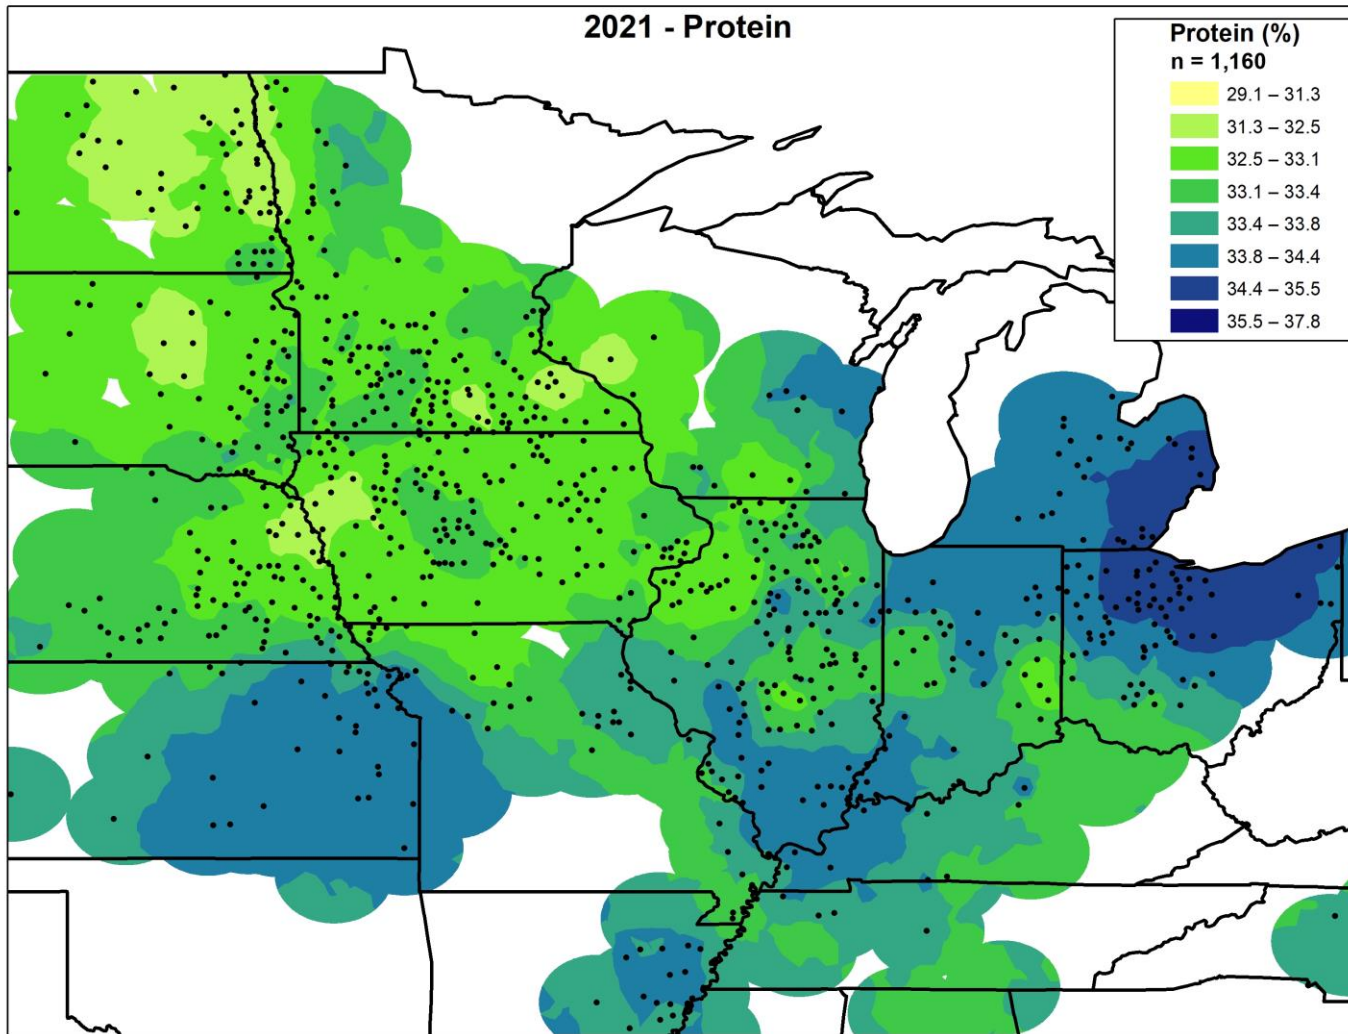 2021 - Protein
Protein (%)
n = 1,160
29.1 – 31.3
31.3 – 32.5
32.5 – 33.1
33.1 – 33.4
33.4 – 33.8
33.8 – 34.4
34.4 – 35.5
35.5 – 37.8